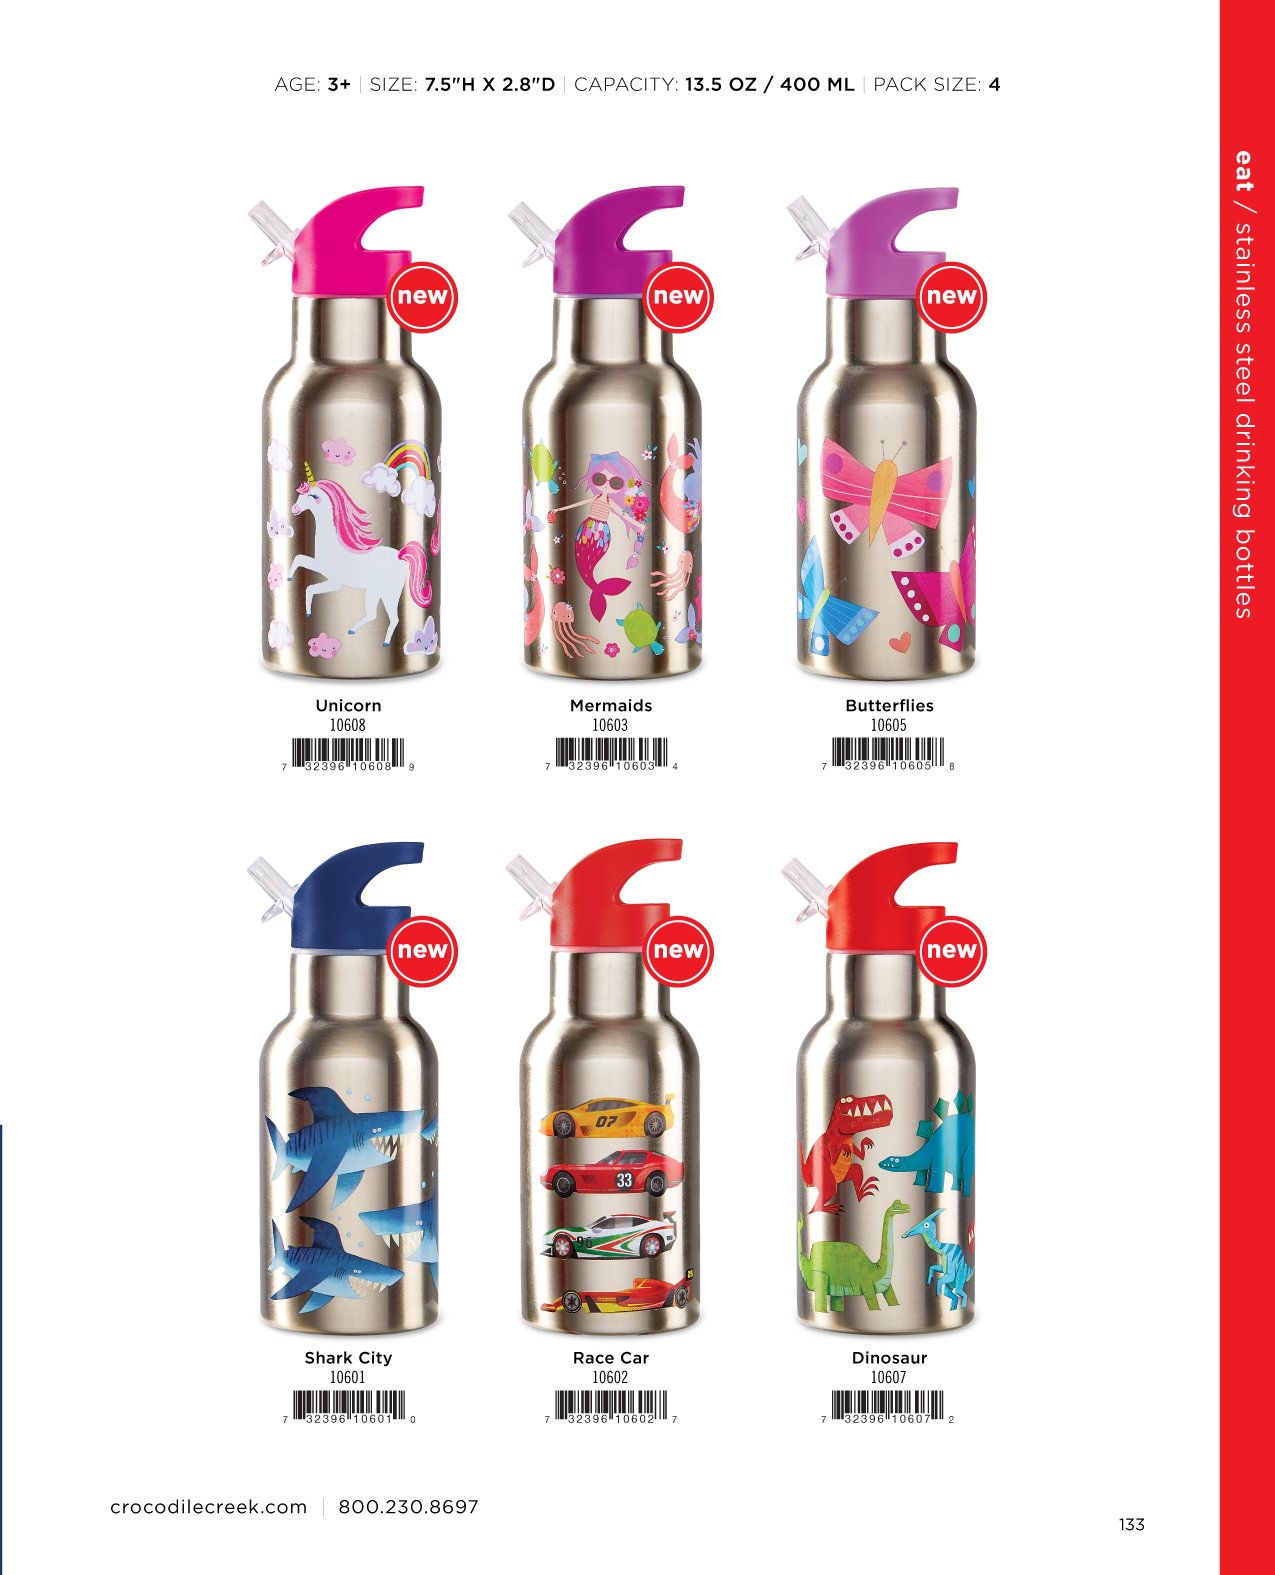 AGE: 3+ | SIZE: 7.5"H X 2.8"D | CAPACITY: 13.5 OZ / 400 ML | PACK SIZE: 4
eat / stainless steel drinking bottles
new
new
new
Unicorn
10608
7 32396 10608 9
Mermaids
10603
7 32396 10603 4
Butterflies
10605
7 32396 10605 8
new
new
new
07
33
96
25
Shark City
10601
7 32396 10601 0
Race Car
10602
7 32396 10602 7
Dinosaur
10607
7 32396 10607 2
crocodilecreek.com | 800.230.8697
133